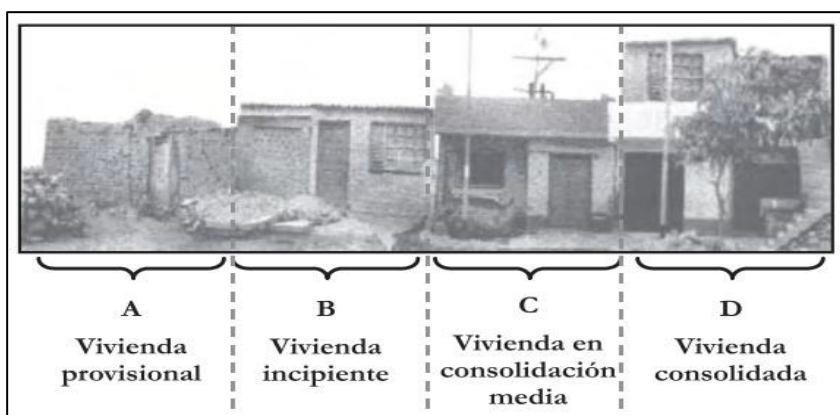 A
Vivienda
provisional
B
Vivienda
incipiente
C
Vivienda en
consolidación
media
D
Vivienda
consolidada